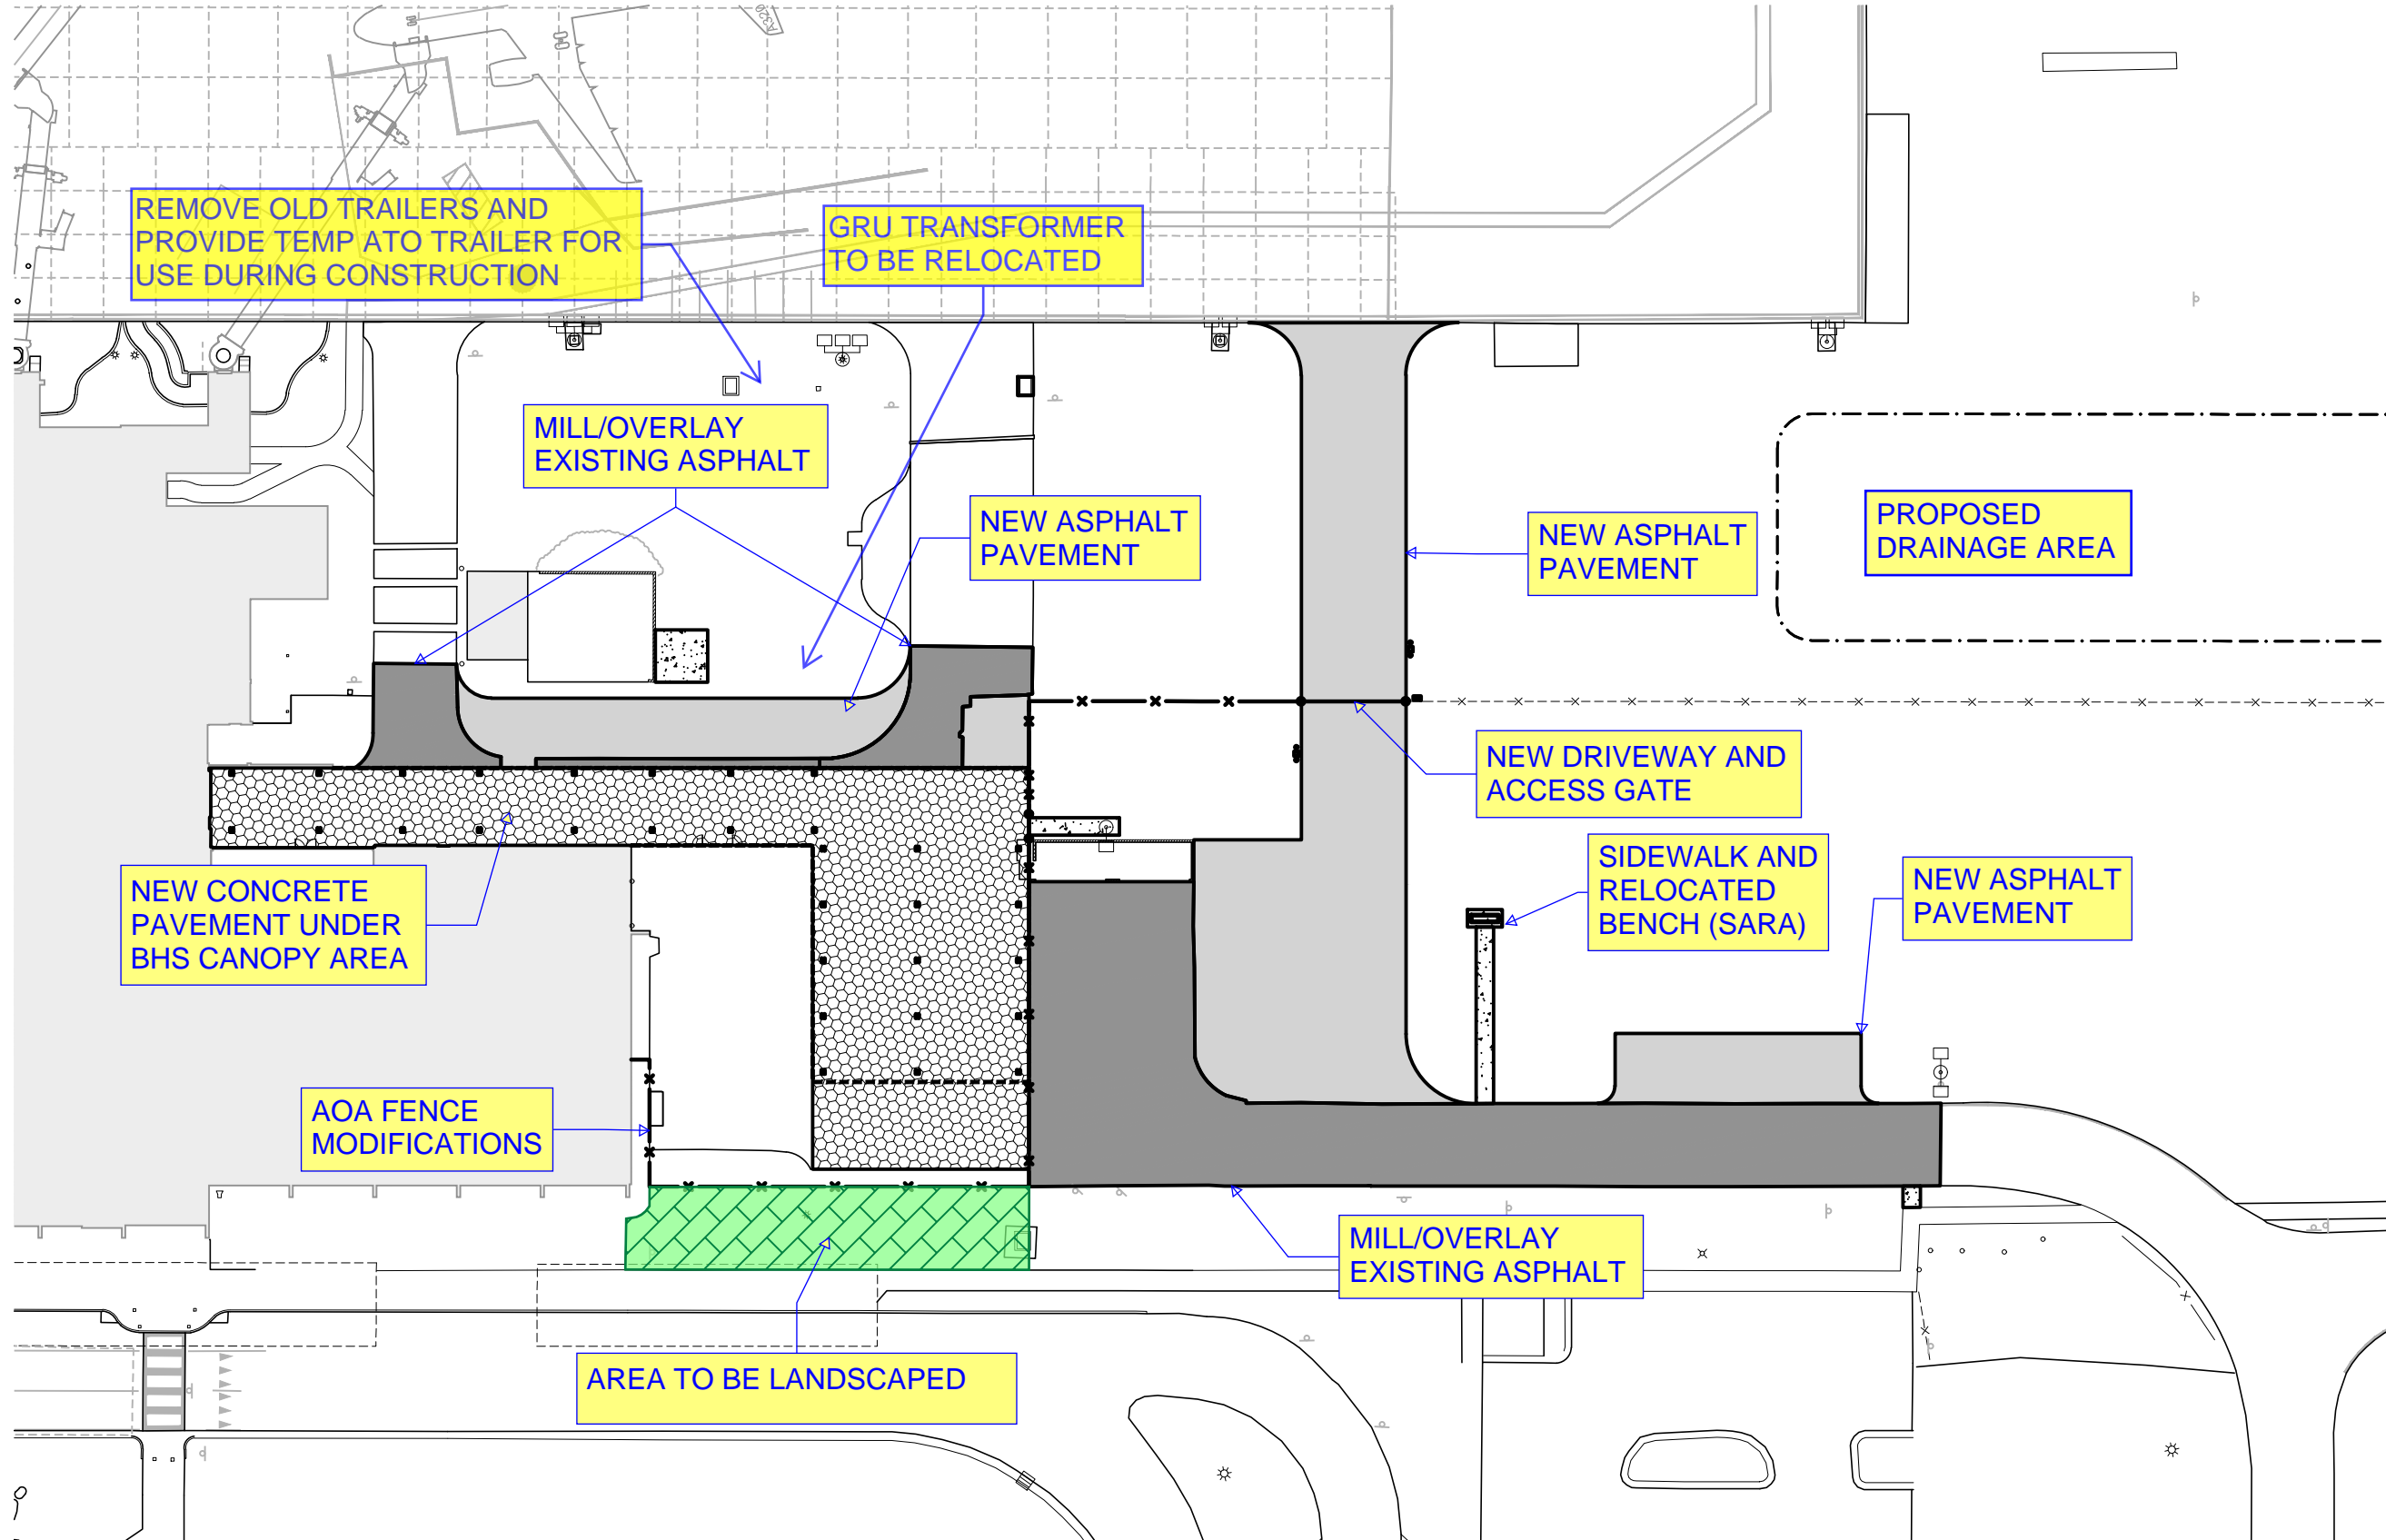 A320
REMOVE OLD TRAILERS AND
PROVIDE TEMP ATO TRAILER FOR
USE DURING CONSTRUCTION
GRU TRANSFORMER
TO BE RELOCATED
MILL/OVERLAY
EXISTING ASPHALT
NEW ASPHALT
PAVEMENT
NEW ASPHALT
PAVEMENT
PROPOSED
DRAINAGE AREA
NEW DRIVEWAY AND
ACCESS GATE
SIDEWALK AND
RELOCATED
BENCH (SARA)
NEW ASPHALT
PAVEMENT
NEW CONCRETE
PAVEMENT UNDER
BHS CANOPY AREA
AOA FENCE
MODIFICATIONS
MILL/OVERLAY
EXISTING ASPHALT
AREA TO BE LANDSCAPED